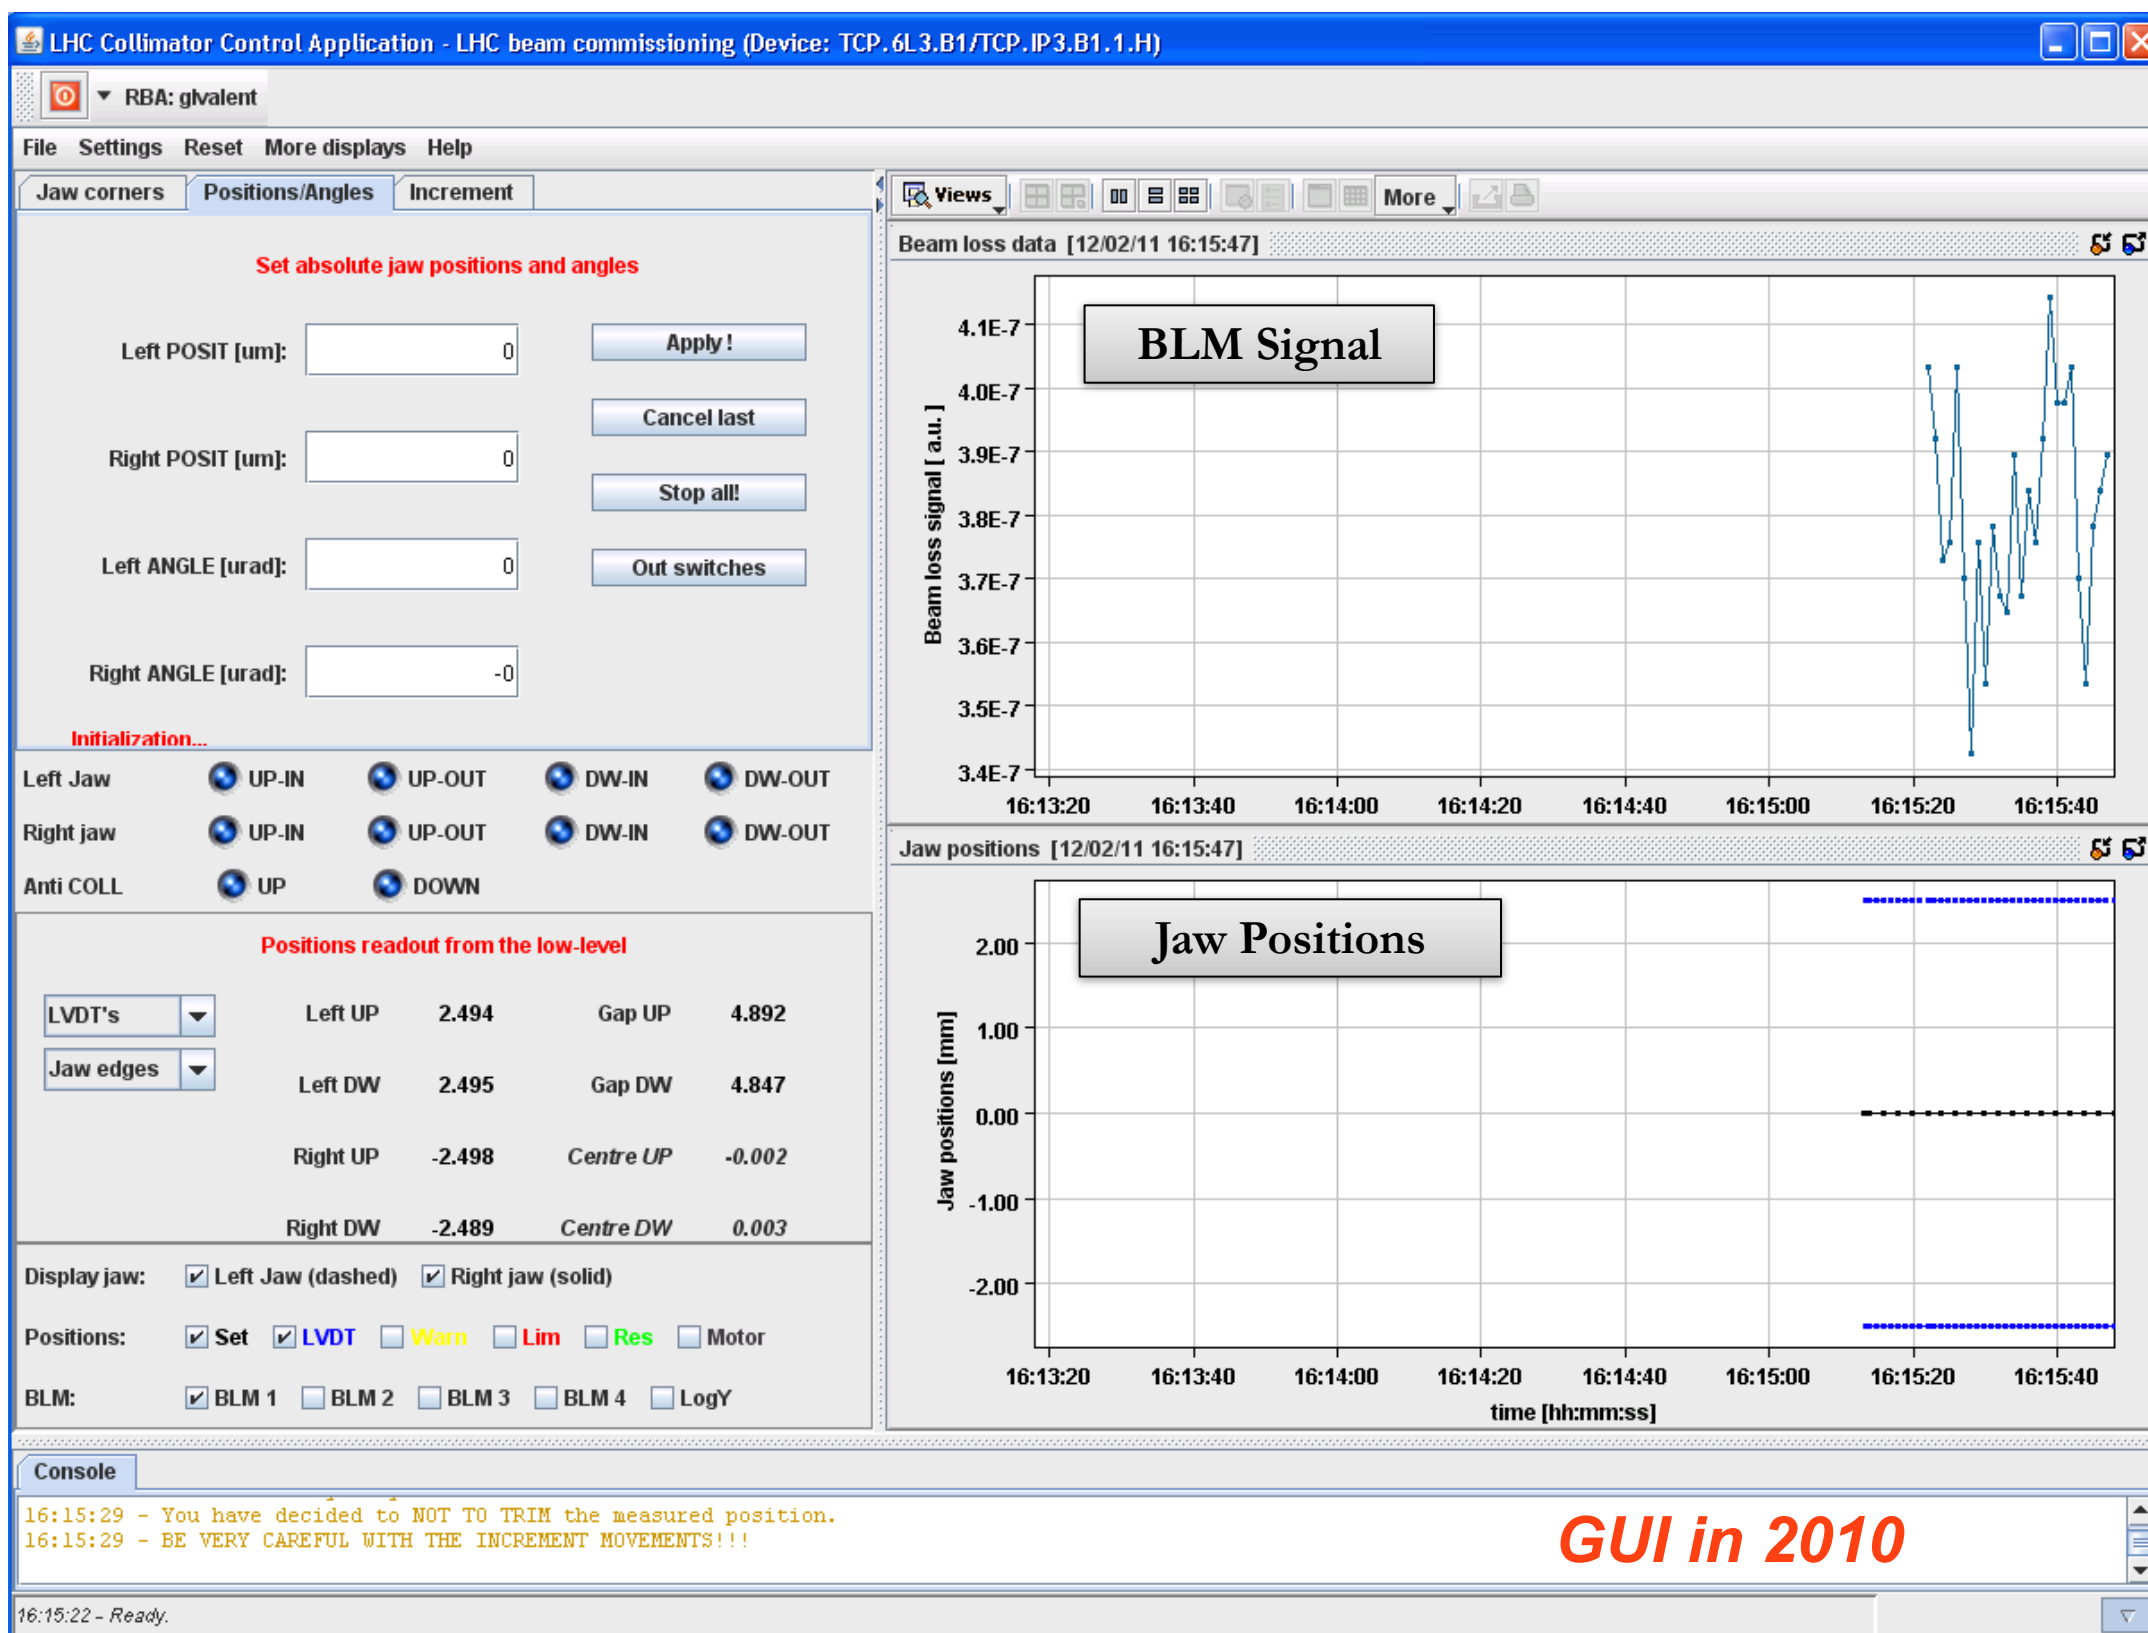 LHC Collimator Control Application - LHC beam commissioning (Device: TCP.6L3.B1/TCP.IP3.B1.1.H)
RBA: glvalent
File Settings Reset More displays Help
Jaw corners Positions/Angles Increment
Set absolute jaw positions and angles
Left POSIT [um]: 0 Apply !
Cancel last
Right POSIT [um]: 0
Stop all!
Left ANGLE [urad]: 0 Out switches
Right ANGLE [urad]: -0
Initialization...
Left Jaw UP-IN UP-OUT DW-IN DW-OUT
Right jaw UP-IN UP-OUT DW-IN DW-OUT
Anti COLL UP DOWN
Positions readout from the low-level
LVDT's Left UP 2.494 Gap UP 4.892
Jaw edges Left DW 2.495 Gap DW 4.847
Right UP -2.498 Centre UP -0.002
Right DW -2.489 Centre DW 0.003
Display jaw: Left Jaw (dashed) Right jaw (solid)
Positions: Set LVDT Warn Lim Res Motor
BLM: BLM 1 BLM 2 BLM 3 BLM 4 LogY
Views More
Beam loss data [12/02/11 16:15:47]
BLM Signal
Beam loss signal [ a.u. ]
4.1E-7
4.0E-7
3.9E-7
3.8E-7
3.7E-7
3.6E-7
3.5E-7
3.4E-7
16:13:20 16:13:40 16:14:00 16:14:20 16:14:40 16:15:00 16:15:20 16:15:40
Jaw positions [12/02/11 16:15:47]
Jaw Positions
Jaw positions [mm]
2.00
1.00
0.00
-1.00
-2.00
16:13:20 16:13:40 16:14:00 16:14:20 16:14:40 16:15:00 16:15:20 16:15:40
time [hh:mm:ss]
Console
16:15:29 - You have decided to NOT TO TRIM the measured position.
16:15:29 - BE VERY CAREFUL WITH THE INCREMENT MOVEMENTS!!!
GUI in 2010
16:15:22 - Ready.